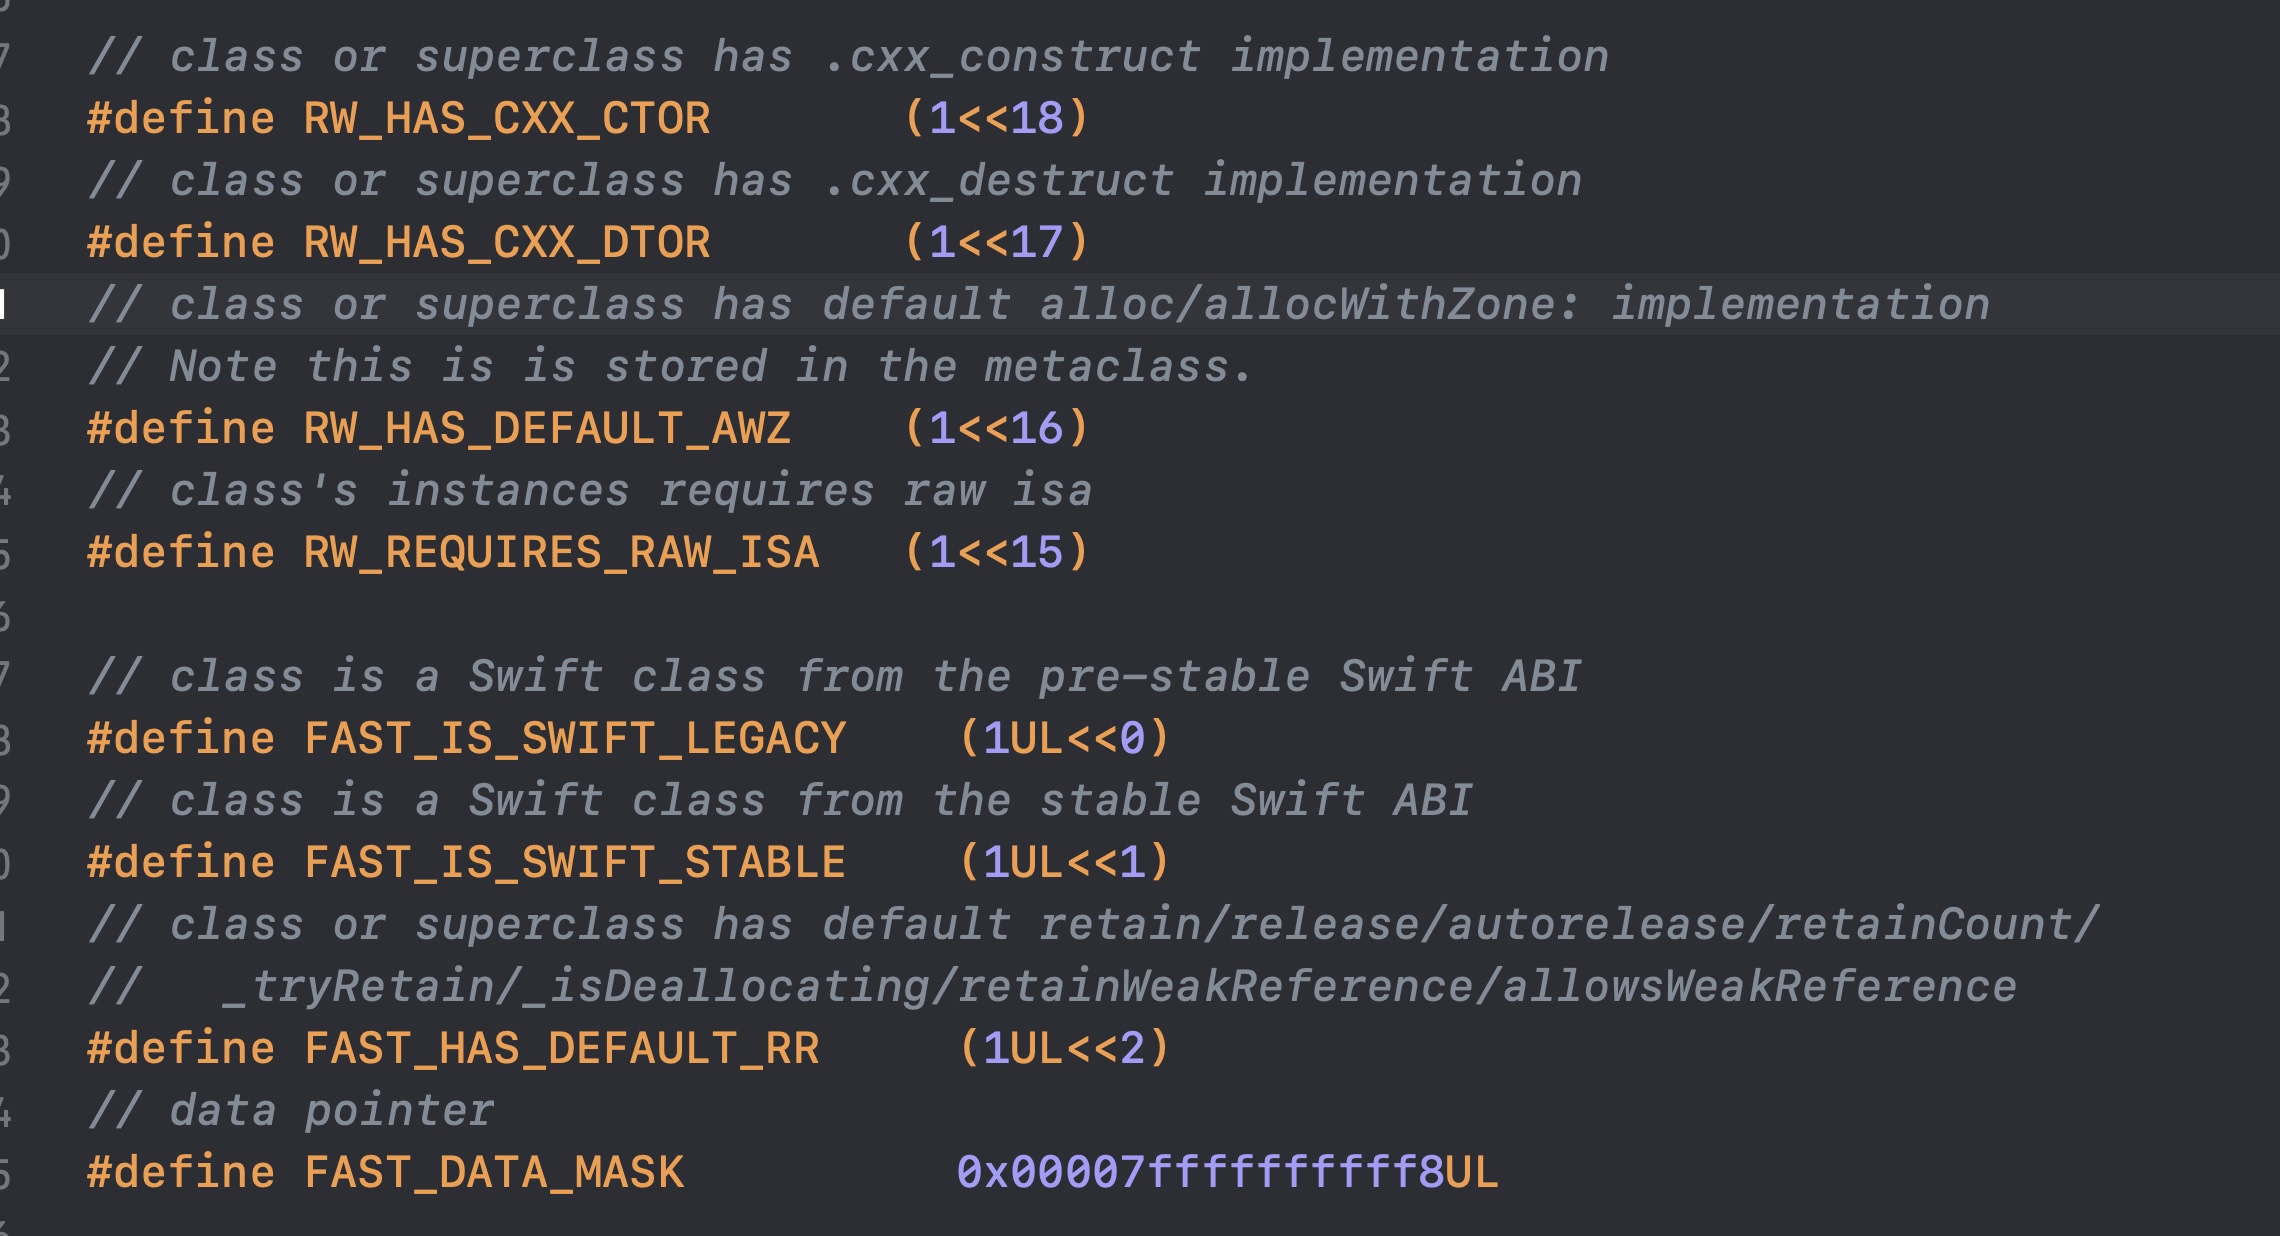 // class or superclass has .cxx_construct implementation
#define RW_HAS_CXX_CTOR       (1<<18)
// class or superclass has .cxx_destruct implementation
#define RW_HAS_CXX_DTOR       (1<<17)
// class or superclass has default alloc/allocWithZone: implementation
// Note this is is stored in the metaclass.
#define RW_HAS_DEFAULT_AWZ    (1<<16)
// class's instances requires raw isa
#define RW_REQUIRES_RAW_ISA   (1<<15)
// class is a Swift class from the pre-stable Swift ABI
#define FAST_IS_SWIFT_LEGACY    (1UL<<0)
// class is a Swift class from the stable Swift ABI
#define FAST_IS_SWIFT_STABLE    (1UL<<1)
// class or superclass has default retain/release/autorelease/retainCount/
//   _tryRetain/_isDeallocating/retainWeakReference/allowsWeakReference
#define FAST_HAS_DEFAULT_RR     (1UL<<2)
// data pointer
#define FAST_DATA_MASK          0x00007ffffffffff8UL